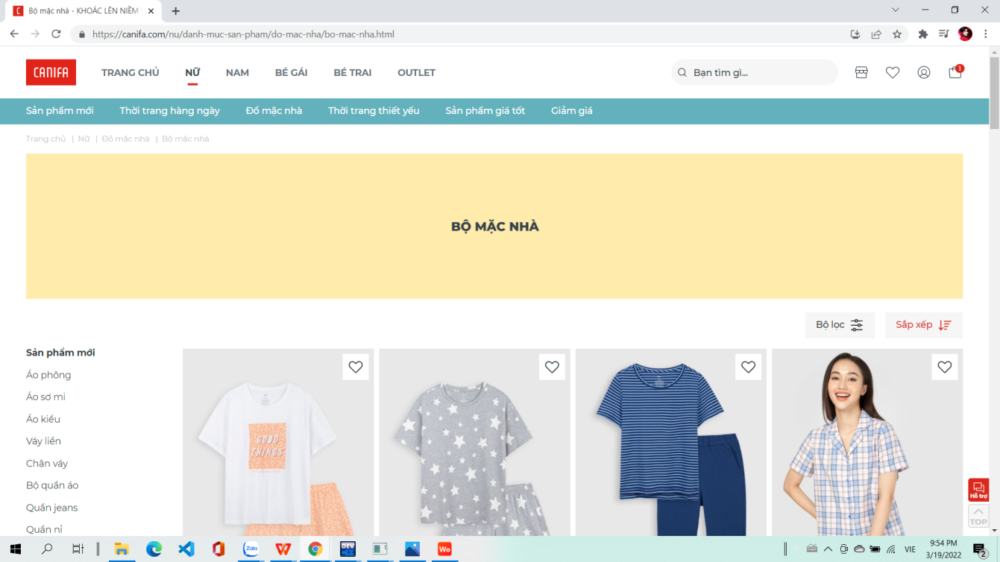 Bộ mặc nhà - KHOÁC LÊN NIỀM
https://canifa.com/nu/danh-muc-san-pham/do-mac-nha/bo-mac-nha.html
CANIFA TRANG CHỦ NỮ NAM BÉ GÁI BÉ TRAI OUTLET Bạn tìm gì... 1
Sản phẩm mới Thời trang hàng ngày Đồ mặc nhà Thời trang thiết yếu Sản phẩm giá tốt Giảm giá
Trang chủ | Nữ | Đồ mặc nhà | Bộ mặc nhà
BỘ MẶC NHÀ
Bộ lọc Sắp xếp
Sản phẩm mới
Áo phông
Áo sơ mi
Áo kiểu
Váy liền
Chân váy
Bộ quần áo
Quần jeans
Quần nỉ
GOOD
THINGS
Hỗ trợ
TOP
Zalo
DEV
Wo
VIE
9:54 PM
3/19/2022
2